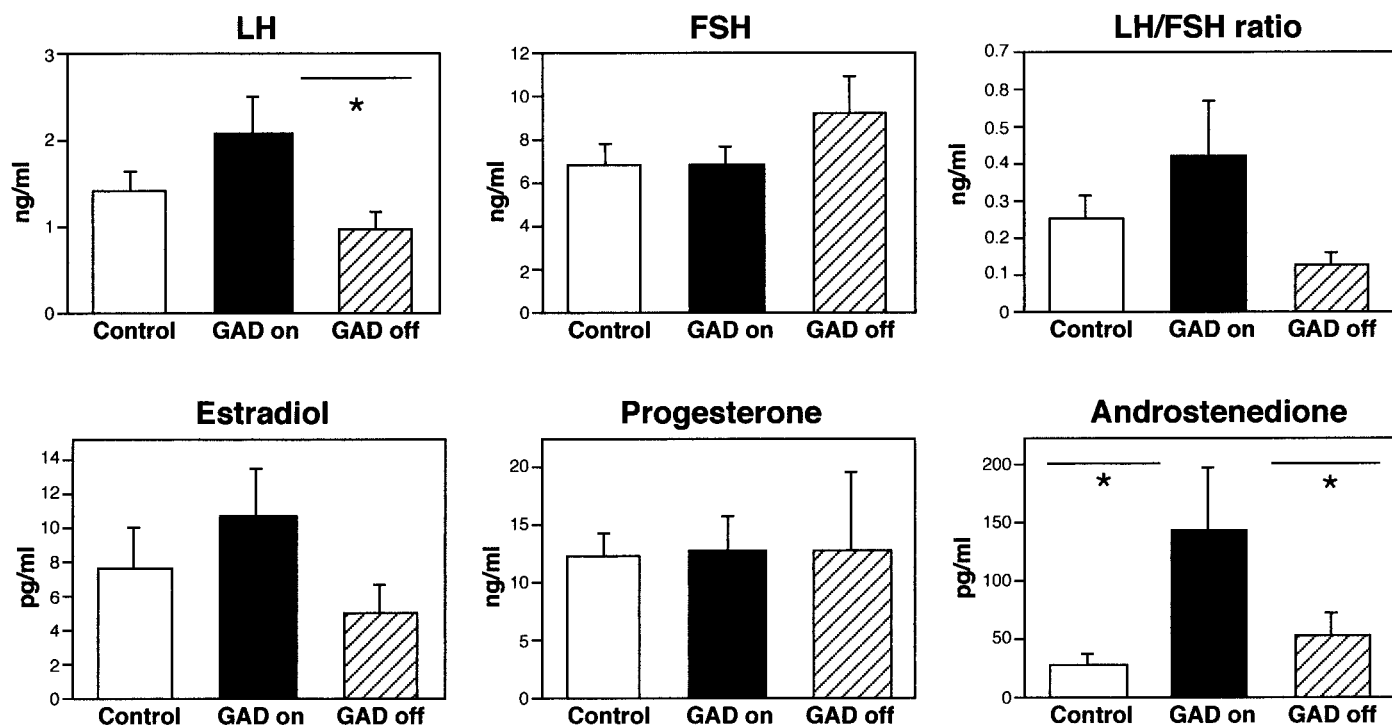 LH
3
2
1
0
ng/ml
*
Control GAD on GAD off
FSH
12
10
8
6
4
2
0
ng/ml
Control GAD on GAD off
LH/FSH ratio
0.7
0.8
0.5
0.4
0.3
0.2
0.1
0
ng/ml
Control GAD on GAD off
Estradiol
14
12
10
8
6
4
2
0
pg/ml
Control GAD on GAD off
Progesterone
20
15
10
5
0
ng/ml
Control GAD on GAD off
Androstenedione
200
150
100
50
0
pg/ml
* *
Control GAD on GAD off